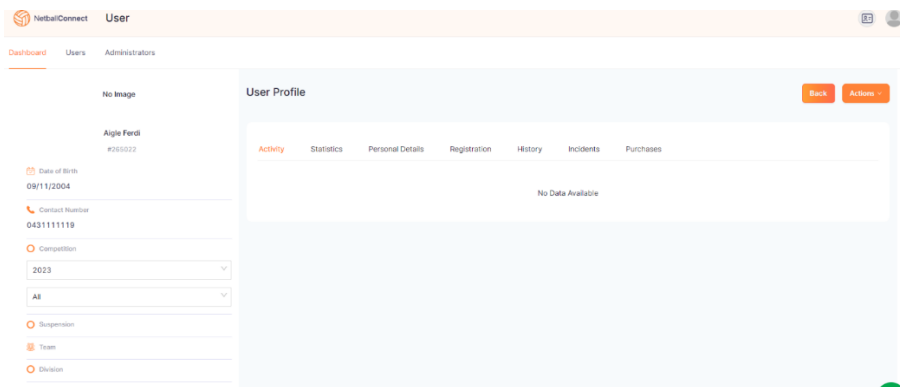 NetballConnect User
Dashboard Users Administrators
No Image
Aigle Ferdi
#265022
Date of Birth
09/11/2004
Contact Number
0431111119
Competition
2023
All
Suspension
Team
Division
User Profile
Back Actions
Activity Statistics Personal Details Registration History Incidents Purchases
No Data Available